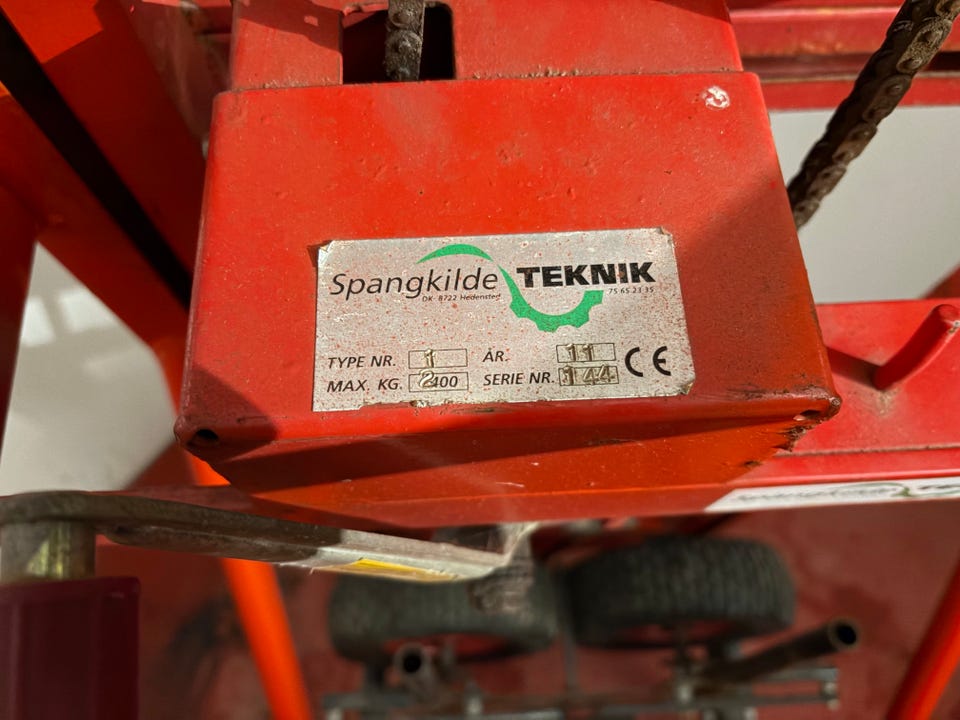 Spangkilde TEKNIK
DK- 8722 Hedensted 75 65 23 35
TYPE NR. 1 ÅR. 11 CE
MAX. KG. 200 SERIE NR. 144